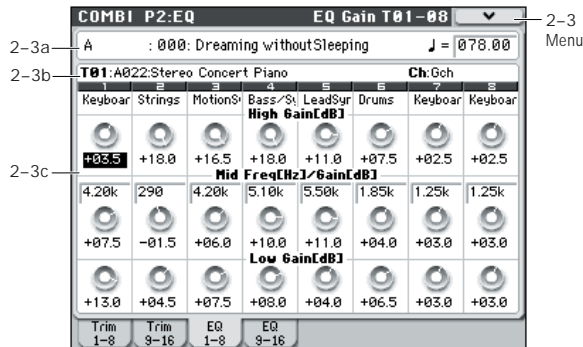 COMBI P2:EQ EQ Gain T01-08
2-3
Menu
2-3a
A :000: Dreaming withoutSleeping ♩= 078.00
2-3b
T01:A022:Stereo Concert Piano Ch:Gch
1 2 3 4 5 6 7 8
Keyboar Strings MotionS Bass/Sy LeadSyr Drums Keyboar Keyboar
High Gain[dB]
2-3c
+03.5 +18.0 +16.5 +18.0 +11.0 +07.5 +02.5 +02.5
Mid Freq[Hz]/Gain[dB]
4.20k 290 4.20k 5.10k 5.50k 1.85k 1.25k 1.25k
+07.5 -01.5 +06.0 +10.0 +11.0 +04.0 +03.0 +03.0
Low Gain[dB]
+13.0 +04.5 +07.5 +08.0 +04.0 +06.5 +03.0 +03.0
Trim 1-8
Trim 9-16
EQ 1-8
EQ 9-16